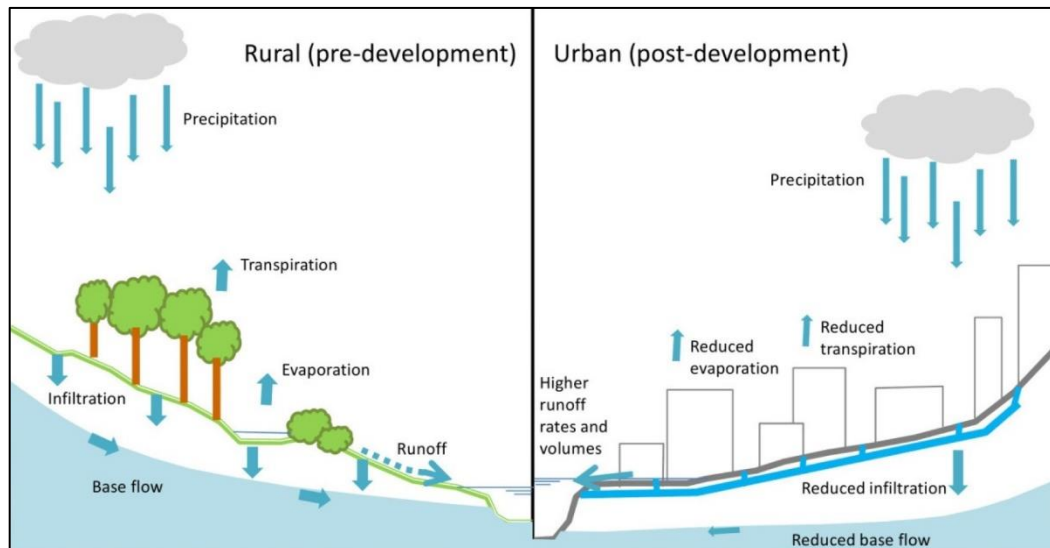 Rural (pre-development)
Precipitation
Transpiration
Evaporation
Infiltration
Runoff
Base flow
Urban (post-development)
Precipitation
Reduced
transpiration
Reduced
evaporation
Higher
runoff
rates and
volumes
Reduced infiltration
Reduced base flow